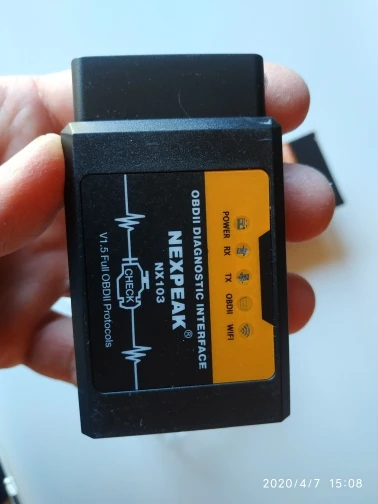 OBDII DIAGNOSTIC INTERFACE
NEXPEAK®
NX103
CHECK
V1.5 Full OBDII Protocols
POWER
RX
TX
OBDII
WIFI
2020/4/7 15:08